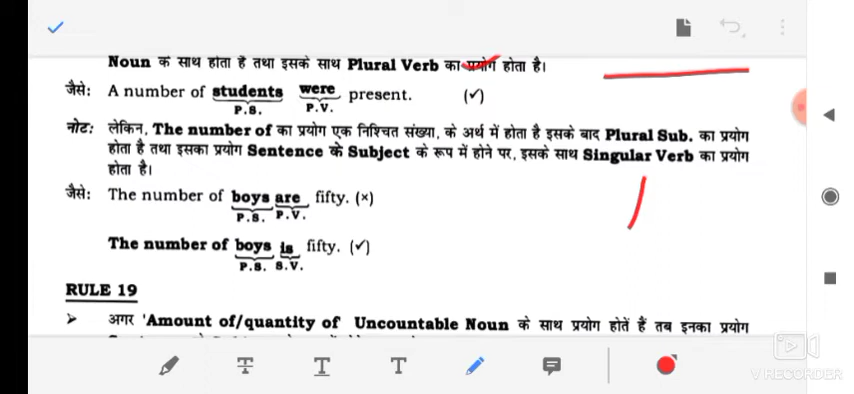 Noun के साथ होता है तथा इसके साथ Plural Verb का प्रयोग होता है।
जैसे: A number of students were present. (✓)
P.S. P.V.
नोट: लेकिन, The number of का प्रयोग एक निश्चित संख्या, के अर्थ में होता है इसके बाद Plural Sub. का प्रयोग
होता है तथा इसका प्रयोग Sentence के Subject के रूप में होने पर, इसके साथ Singular Verb का प्रयोग
होता है।
जैसे: The number of boys are fifty. (×)
P.S. P.V.
The number of boys is fifty. (✓)
P.S. S.V.
RULE 19
➤ अगर 'Amount of/quantity of' Uncountable Noun के साथ प्रयोग होतें हैं तब इनका प्रयोग
T T T
V RECORDER